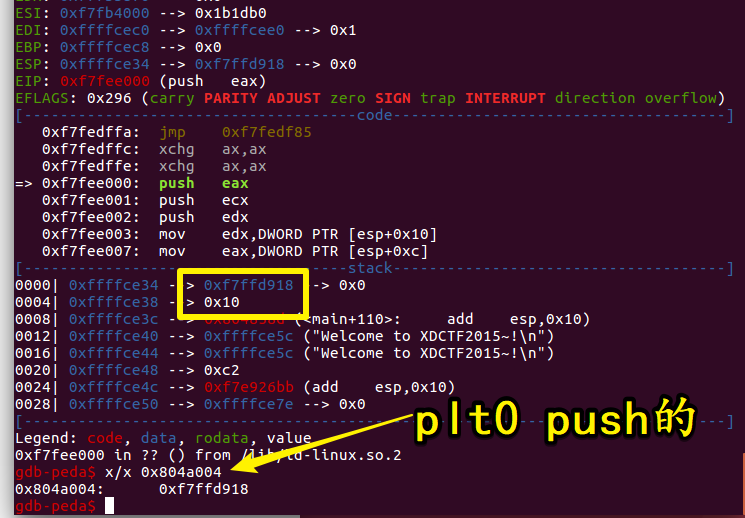 ESI: 0xf7fb4000 --> 0x1b1db0
EDI: 0xffffcec0 --> 0xffffcee0 --> 0x1
EBP: 0xffffcec8 --> 0x0
ESP: 0xffffce34 --> 0xf7ffd918 --> 0x0
EIP: 0xf7fee000 (push   eax)
EFLAGS: 0x296 (carry PARITY ADJUST zero SIGN trap INTERRUPT direction overflow)
[-------------------------------------code-------------------------------------]
0xf7fedffa: jmp    0xf7fedf85
0xf7fedffc: xchg   ax,ax
0xf7fedffe: xchg   ax,ax
=> 0xf7fee000: push   eax
0xf7fee001: push   ecx
0xf7fee002: push   edx
0xf7fee003: mov    edx,DWORD PTR [esp+0x10]
0xf7fee007: mov    eax,DWORD PTR [esp+0xc]
[------------------------------------stack-------------------------------------]
0000| 0xffffce34 --> 0xf7ffd918 --> 0x0
0004| 0xffffce38 --> 0x10
0008| 0xffffce3c (<main+110>: add    esp,0x10)
0012| 0xffffce40 --> 0xffffce5c ("Welcome to XDCTF2015~!\n")
0016| 0xffffce44 --> 0xffffce5c ("Welcome to XDCTF2015~!\n")
0020| 0xffffce48 --> 0xc2
0024| 0xffffce4c --> 0xf7e926bb (add    esp,0x10)
0028| 0xffffce50 --> 0xffffce7e --> 0x0
[------------------------------------------------------------------------------]
plt0 push的
Legend: code, data, rodata, value
0xf7fee000 in ?? () from /lib/ld-linux.so.2
gdb-peda$ x/x 0x804a004
0x804a004: 0xf7ffd918
gdb-peda$